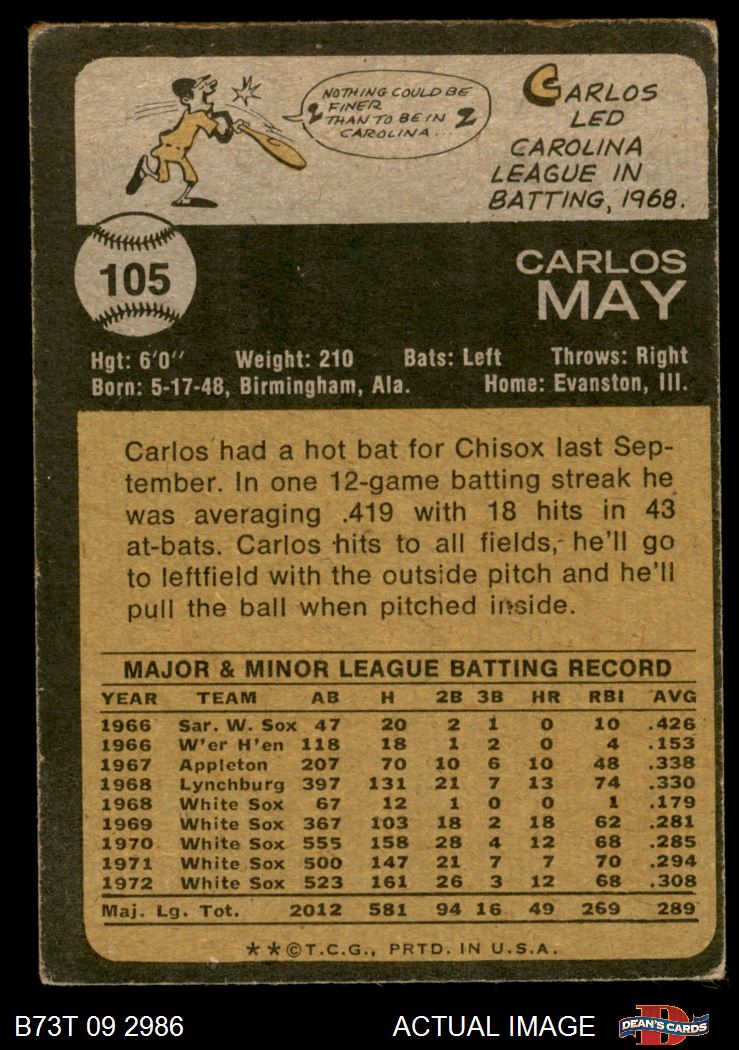 NOTHING COULD BE
FINER
THAN TO BE IN
CAROLINA...
CARLOS
LED
CAROLINA
LEAGUE IN
BATTING, 1968.
105
CARLOS
MAY
Hgt: 6'0" Weight: 210 Bats: Left Throws: Right
Born: 5-17-48, Birmingham, Ala. Home: Evanston, Ill.
Carlos had a hot bat for Chisox last Sep-
tember. In one 12-game batting streak he
was averaging .419 with 18 hits in 43
at-bats. Carlos hits to all fields, he'll go
to leftfield with the outside pitch and he'll
pull the ball when pitched inside.
MAJOR & MINOR LEAGUE BATTING RECORD
YEAR TEAM AB H 2B 3B HR RBI AVG
1966 Sar. W. Sox 47 20 2 1 0 10 .426
1966 W'er H'en 118 18 1 2 0 4 .153
1967 Appleton 207 70 10 6 10 48 .338
1968 Lynchburg 397 131 21 7 13 74 .330
1968 White Sox 67 12 1 0 0 1 .179
1969 White Sox 367 103 18 2 18 62 .281
1970 White Sox 555 158 28 4 12 68 .285
1971 White Sox 500 147 21 7 7 70 .294
1972 White Sox 523 161 26 3 12 68 .308
Maj. Lg. Tot. 2012 581 94 16 49 269 289
**©T.C.G., PRTD. IN U.S.A.
B73T 09 2986 ACTUAL IMAGE
D
DEAN'S CARDS